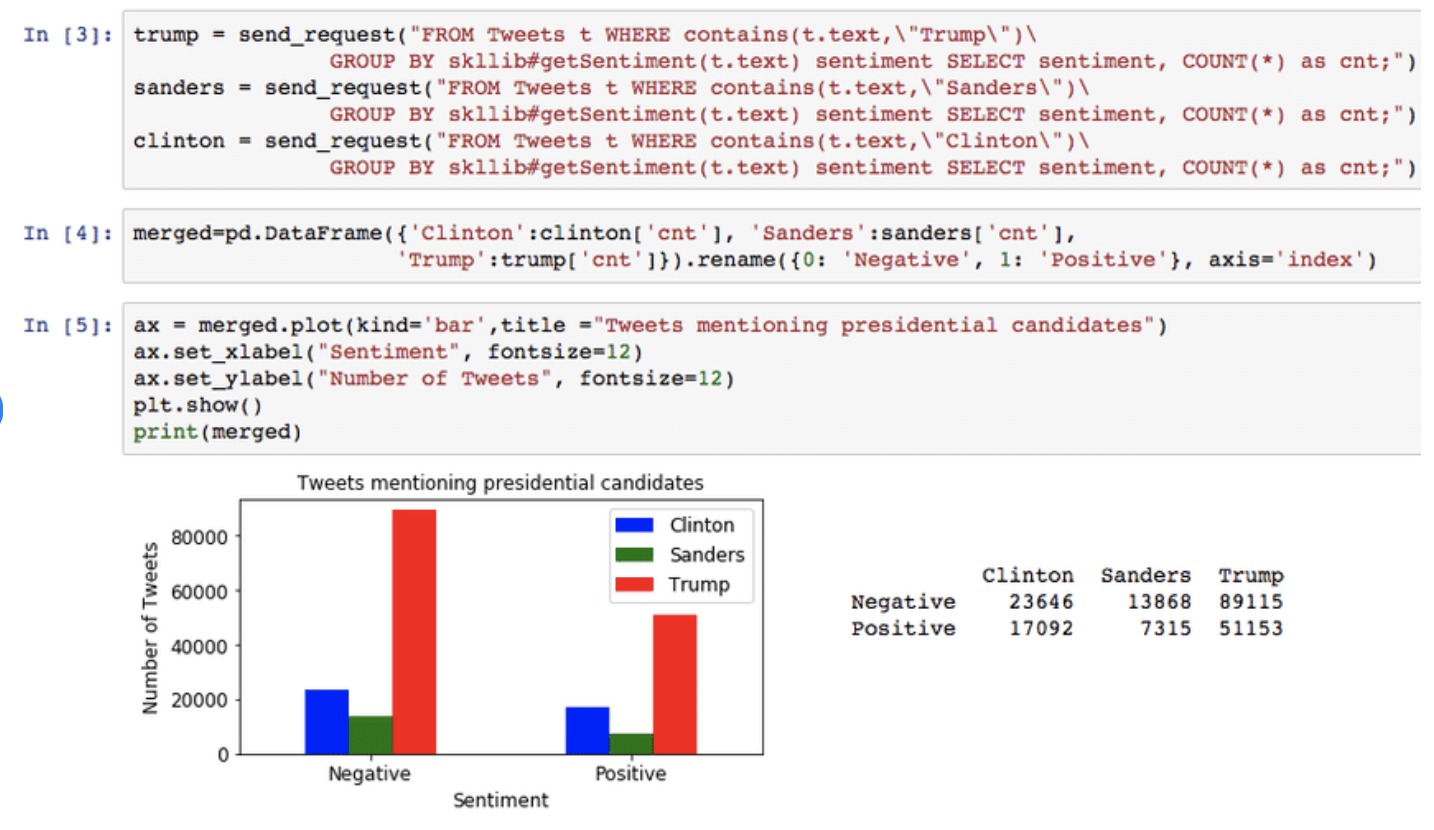 In [3]: trump = send_request("FROM Tweets t WHERE contains(t.text,\"Trump\")\
GROUP BY skllib#getSentiment(t.text) sentiment SELECT sentiment, COUNT(*) as cnt;")
sanders = send_request("FROM Tweets t WHERE contains(t.text,\"Sanders\")\
GROUP BY skllib#getSentiment(t.text) sentiment SELECT sentiment, COUNT(*) as cnt;")
clinton = send_request("FROM Tweets t WHERE contains(t.text,\"Clinton\")\
GROUP BY skllib#getSentiment(t.text) sentiment SELECT sentiment, COUNT(*) as cnt;")
In [4]: merged=pd.DataFrame({'Clinton':clinton['cnt'], 'Sanders':sanders['cnt'],
'Trump':trump['cnt']}).rename({0: 'Negative', 1: 'Positive'}, axis='index')
In [5]: ax = merged.plot(kind='bar',title ="Tweets mentioning presidential candidates")
ax.set_xlabel("Sentiment", fontsize=12)
ax.set_ylabel("Number of Tweets", fontsize=12)
plt.show()
print(merged)
Tweets mentioning presidential candidates
Number of Tweets
80000
60000
40000
20000
0
Clinton
Sanders
Trump
Negative Positive
Sentiment
Clinton Sanders Trump
Negative 23646 13868 89115
Positive 17092 7315 51153